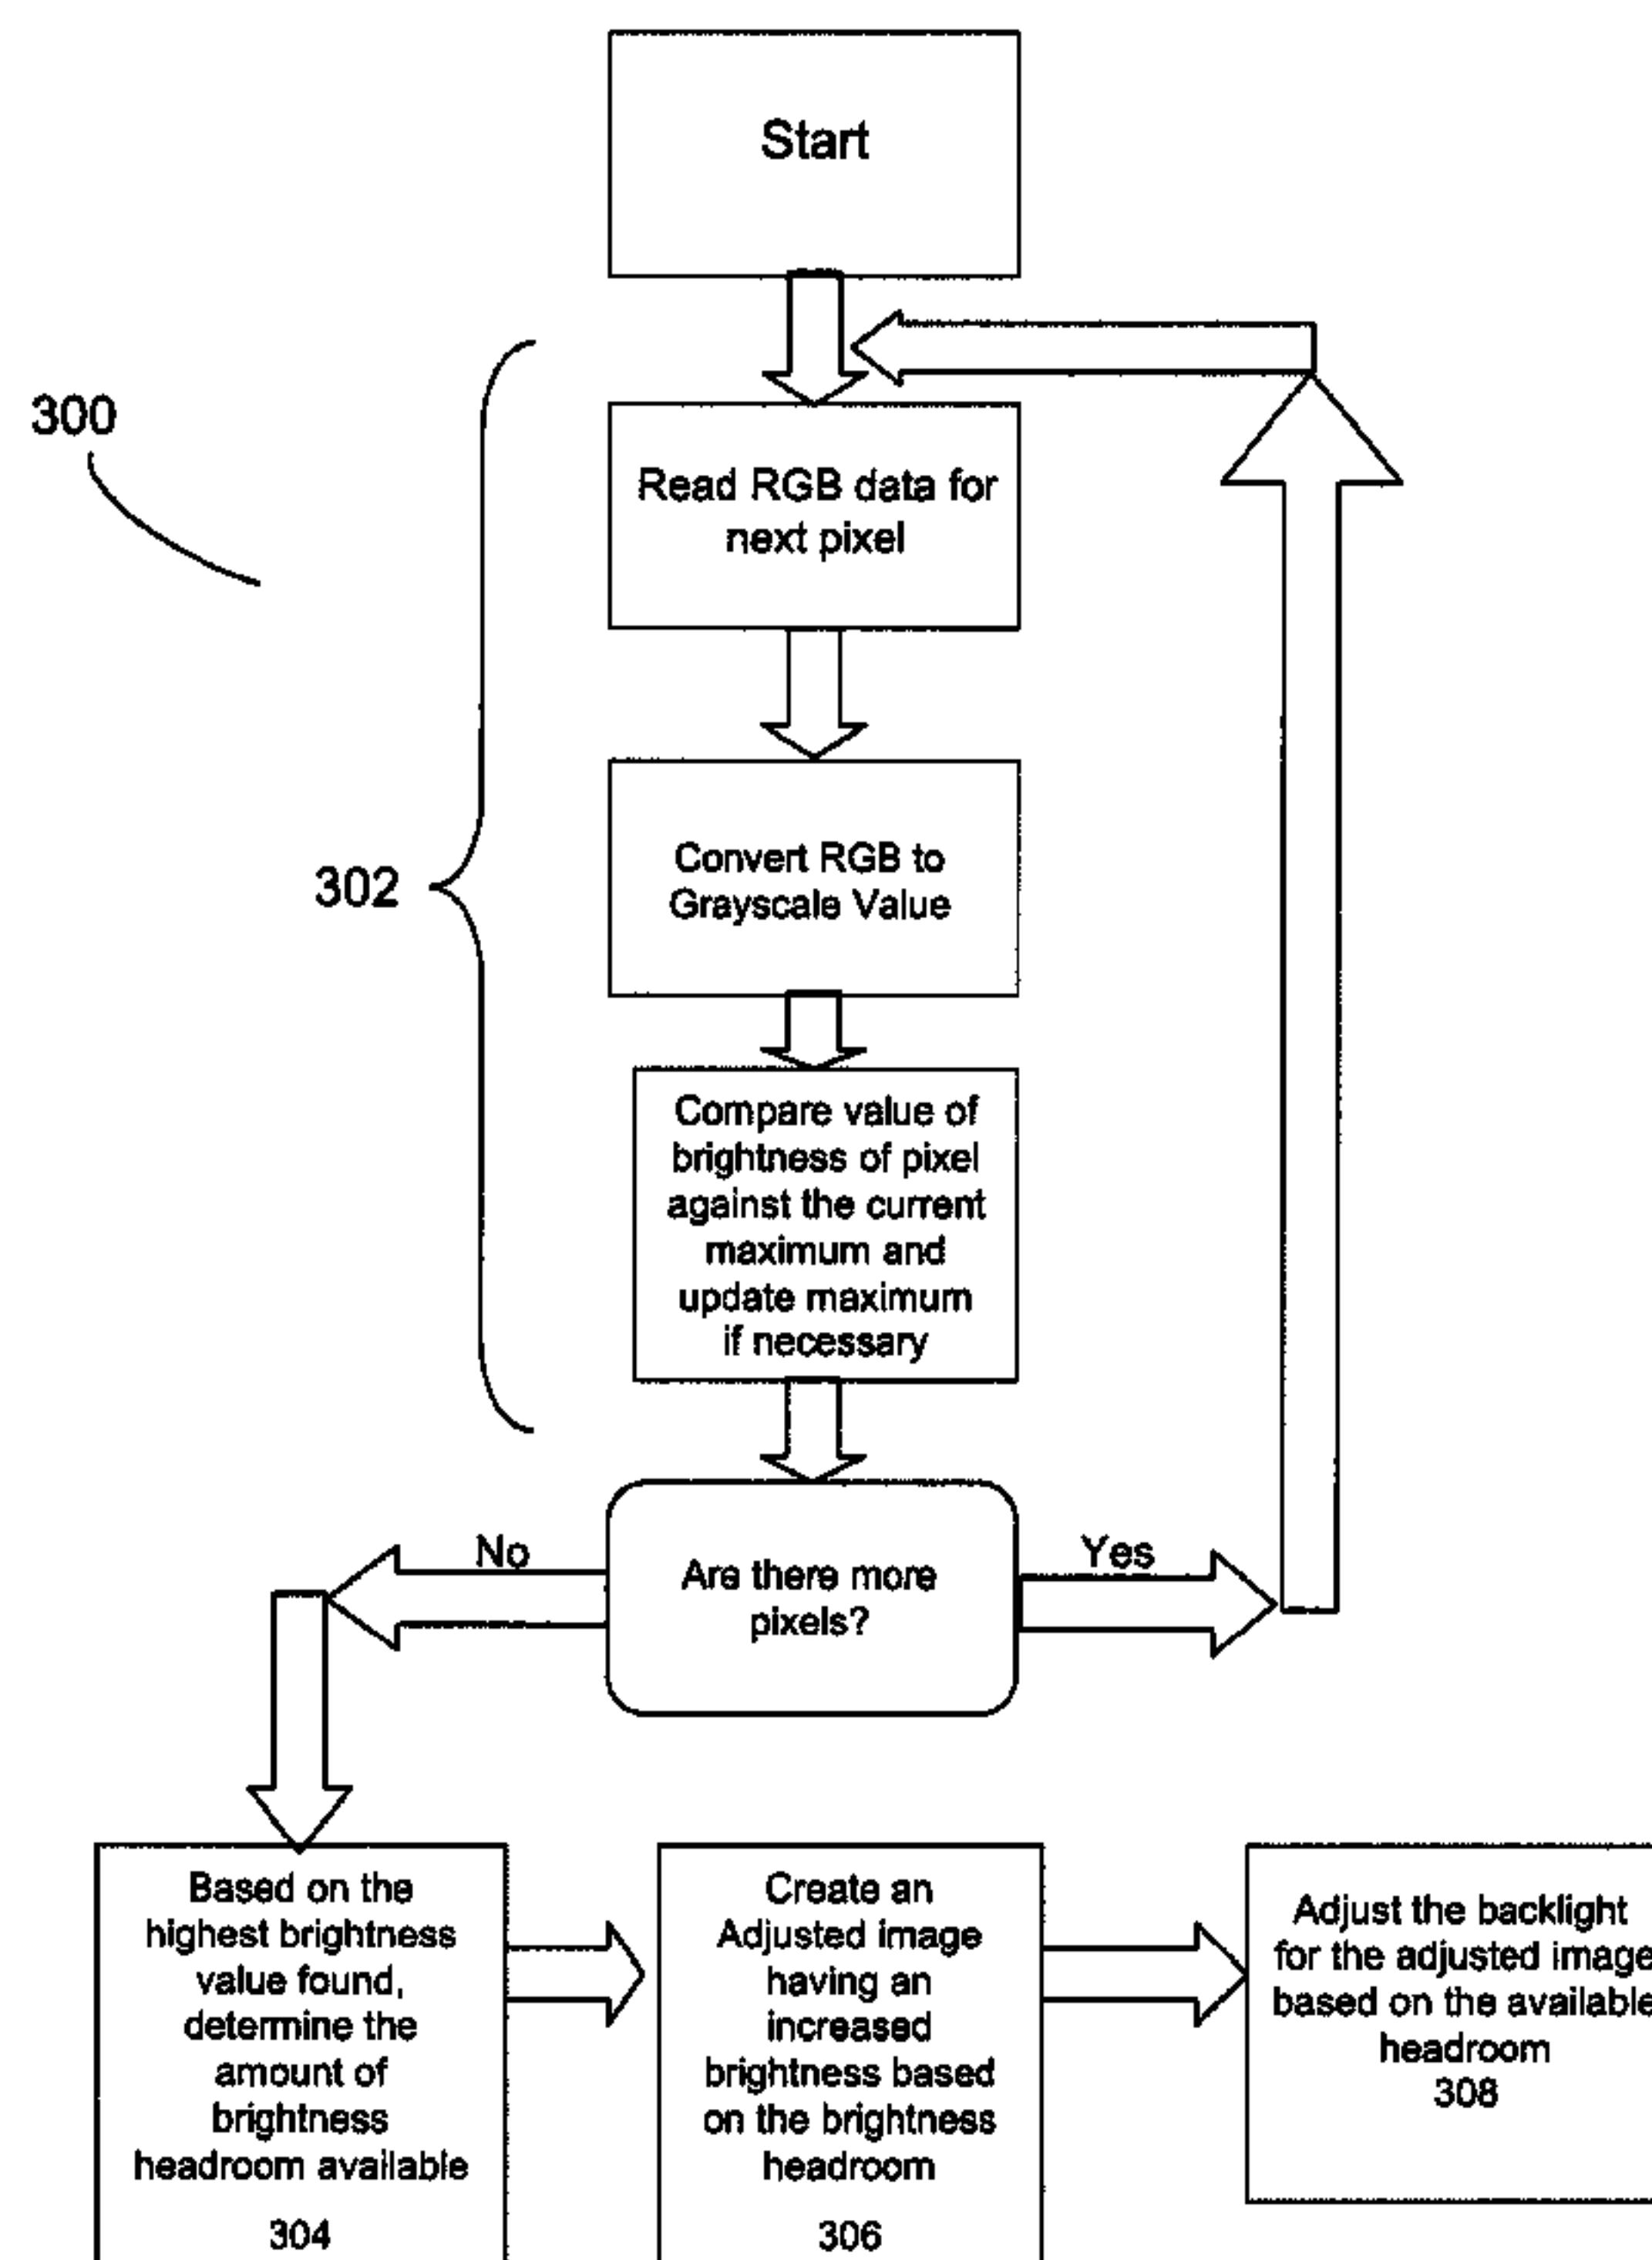 Start
300
Read RGB data for
next pixel
Convert RGB to
Grayscale Value
302
Compare value of
brightness of pixel
against the current
maximum and
update maximum
if necessary
No
Are there more
pixels?
Yes
Based on the
highest brightness
value found,
determine the
amount of
brightness
headroom available
304
Create an
Adjusted image
having an
increased
brightness based
on the brightness
headroom
306
Adjust the backlight
for the adjusted image
based on the available
headroom
308